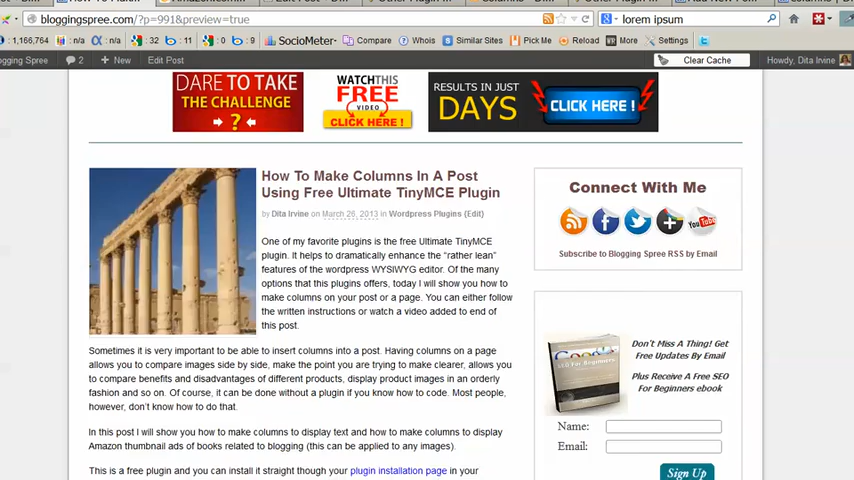 bloggingspree.com/?p=991&preview=true
lorem ipsum
1,166,764
n/a
n/a
32
11
0
9
SocioMeter
Compare
Whois
Similar Sites
Pick Me
Reload
More
Settings
ogging Spree
2
+ New
Edit Post
Clear Cache
Howdy, Dita Irvine
DARE TO TAKE
THE CHALLENGE
?
WATCH THIS
FREE
VIDEO
CLICK HERE !
RESULTS IN JUST
DAYS
CLICK HERE !
How To Make Columns In A Post
Using Free Ultimate TinyMCE Plugin
by Dita Irvine on March 26, 2013 in Wordpress Plugins (Edit)
One of my favorite plugins is the free Ultimate TinyMCE
plugin. It helps to dramatically enhance the “rather lean”
features of the wordpress WYSIWYG editor. Of the many
options that this plugins offers, today I will show you how to
make columns on your post or a page. You can either follow
the written instructions or watch a video added to end of
this post.
Sometimes it is very important to be able to insert columns into a post. Having columns on a page
allows you to compare images side by side, make the point you are trying to make clearer, allows you
to compare benefits and disadvantages of different products, display product images in an orderly
fashion and so on. Of course, it can be done without a plugin if you know how to code. Most people,
however, don’t know how to do that.
In this post I will show you how to make columns to display text and how to make columns to display
Amazon thumbnail ads of books related to blogging (this can be applied to any images).
This is a free plugin and you can install it straight though your plugin installation page in your
Connect With Me
You Tube
Subscribe to Blogging Spree RSS by Email
SEO For Beginners
Don't Miss A Thing! Get
Free Updates By Email
Plus Receive A Free SEO
For Beginners ebook
Name:
Email:
Sign Up